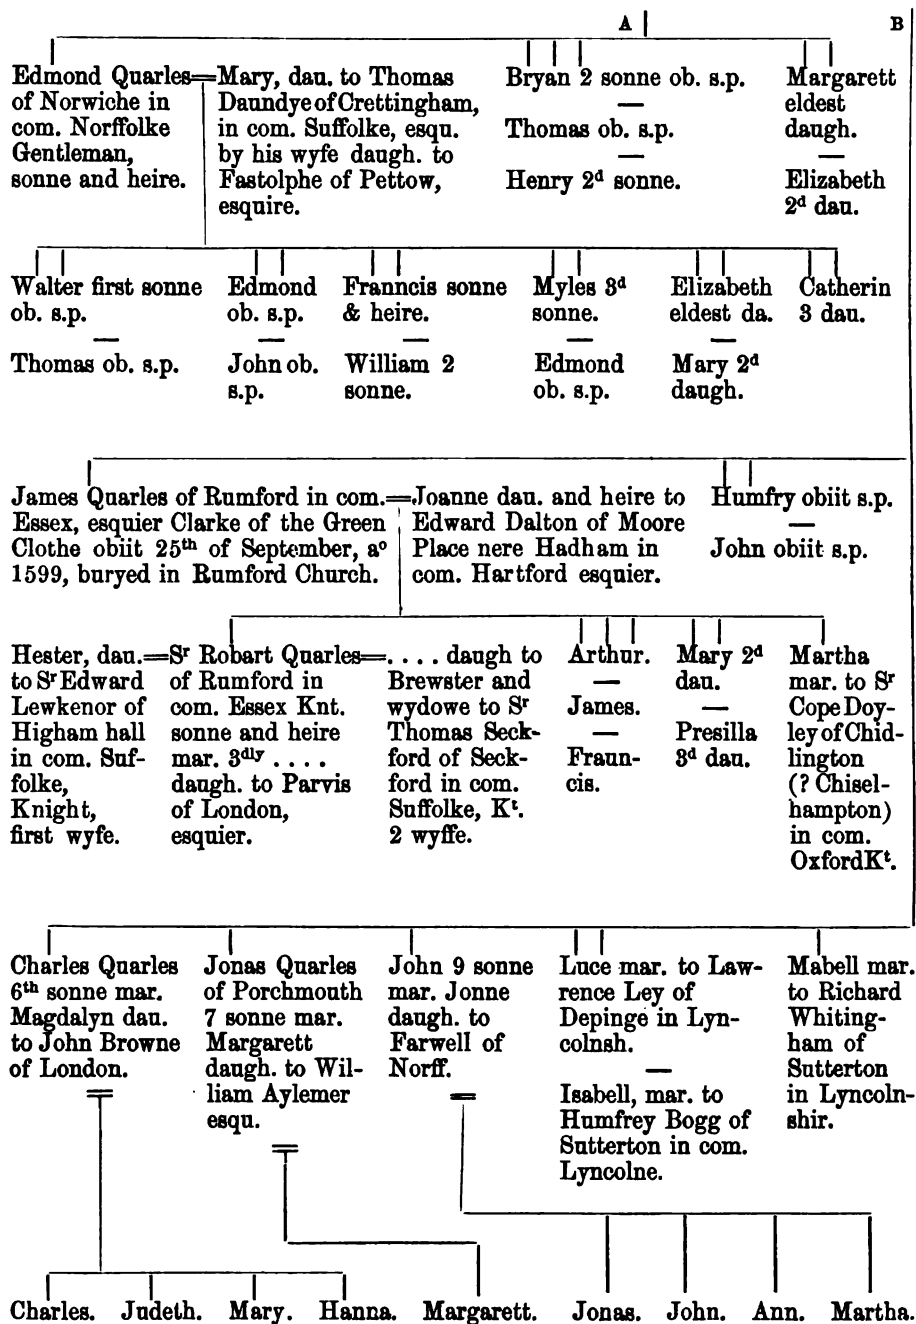 A B
Edmond Quarles=Mary, dau. to Thomas
of Norwiche in Daundye of Crettingham,
com. Norffolke in com. Suffolke, esqu.
Gentleman, by his wyfe daugh. to
sonne and heire. Fastolphe of Pettow,
esquire.
Bryan 2 sonne ob. s.p.
—
Thomas ob. s.p.
—
Henry 2d sonne.
Margarett
eldest
daugh.
—
Elizabeth
2d dau.
Walter first sonne
ob. s.p.
—
Thomas ob. s.p.
Edmond
ob. s.p.
—
John ob.
s.p.
Franncis sonne
& heire.
—
William 2
sonne.
Myles 3d
sonne.
—
Edmond
ob. s.p.
Elizabeth
eldest da.
—
Mary 2d
daugh.
Catherin
3 dau.
James Quarles of Rumford in com.=Joanne dau. and heire to
Essex, esquier Clarke of the Green Edward Dalton of Moore
Clothe obiit 25th of September, ao Place nere Hadham in
1599, buryed in Rumford Church. com. Hartford esquier.
Humfry obiit s.p.
—
John obiit s.p.
Hester, dau.=Sr Robart Quarles=. . . . daugh to
to Sr Edward of Rumford in Brewster and
Lewkenor of com. Essex Knt. wydowe to Sr
Higham hall sonne and heire Thomas Seck-
in com. Suf- mar. 3dly . . . . ford of Seck-
folke, daugh. to Parvis ford in com.
Knight, of London, Suffolke, Kt.
first wyfe. esquier. 2 wyffe.
Arthur.
—
James.
—
Fraun-
cis.
Mary 2d
dau.
—
Presilla
3d dau.
Martha
mar. to Sr
Cope Doy-
ley of Chid-
lington
(? Chisel-
hampton)
in com.
Oxford Kt.
Charles Quarles
6th sonne mar.
Magdalyn dau.
to John Browne
of London.
Jonas Quarles
of Porchmouth
7 sonne mar.
Margarett
daugh. to Wil-
liam Aylemer
esqu.
John 9 sonne
mar. Jonne
daugh. to
Farwell of
Norff.
Luce mar. to Law-
rence Ley of
Depinge in Lyn-
colnsh.
—
Isabell, mar. to
Humfrey Bogg of
Sutterton in com.
Lyncolne.
Mabell mar.
to Richard
Whiting-
ham of
Sutterton
in Lyncoln-
shir.
Charles. Judeth. Mary. Hanna. Margarett. Jonas. John. Ann. Martha.